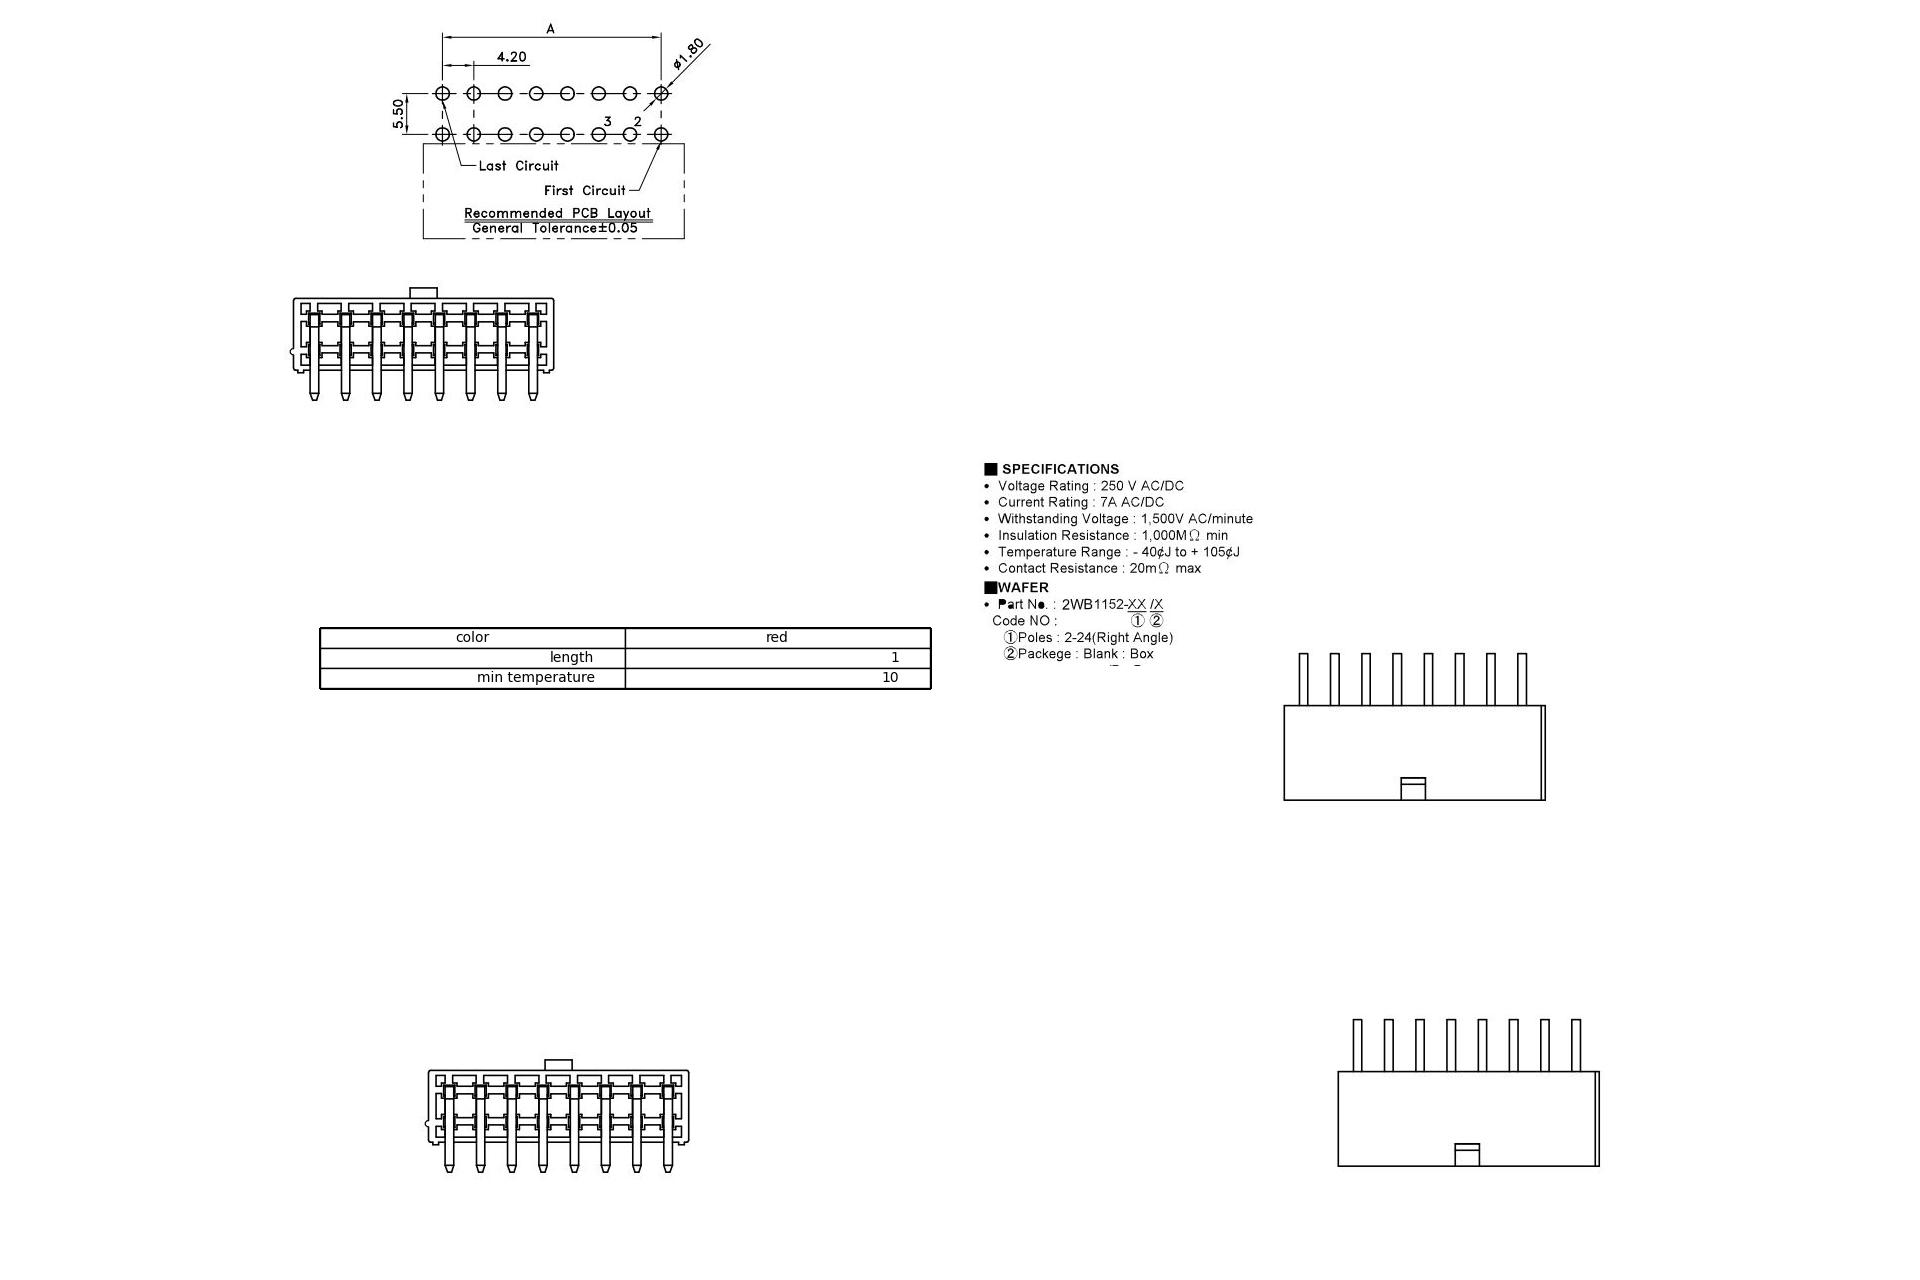 A
4.20
ø1.80
5.50
3 2
Last Circuit
First Circuit
Recommended PCB Layout
General Tolerance±0.05
■ SPECIFICATIONS
• Voltage Rating : 250 V AC/DC
• Current Rating : 7A AC/DC
• Withstanding Voltage : 1,500V AC/minute
• Insulation Resistance : 1,000MΩ min
• Temperature Range : - 40¢J to + 105¢J
• Contact Resistance : 20mΩ max
■WAFER
• Part No. : 2WB1152-XX /X
Code NO : ① ②
①Poles : 2-24(Right Angle)
②Packege : Blank : Box
color red
length 1
min temperature 10